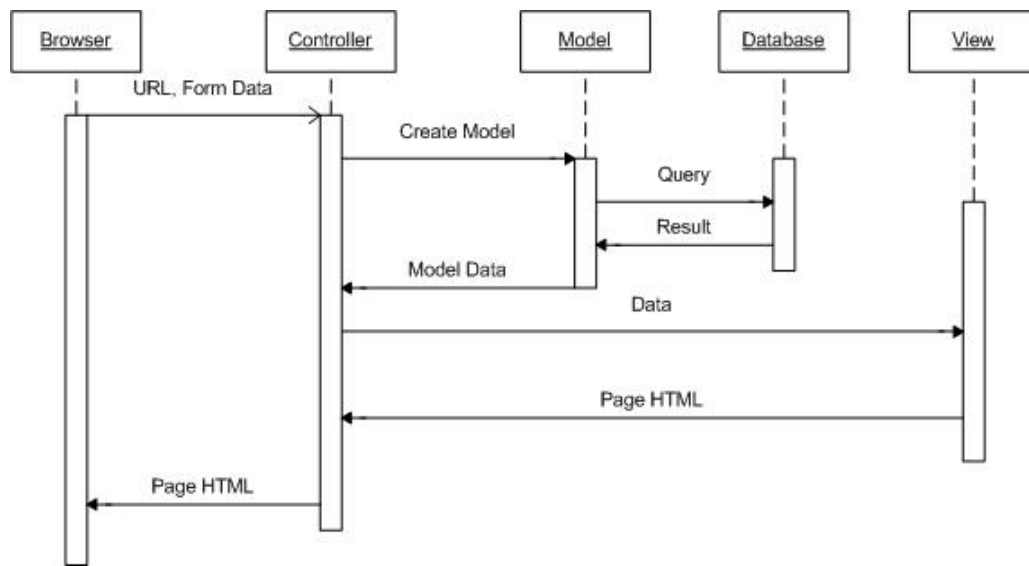 Browser
Controller
Model
Database
View
URL, Form Data
Create Model
Query
Result
Model Data
Data
Page HTML
Page HTML